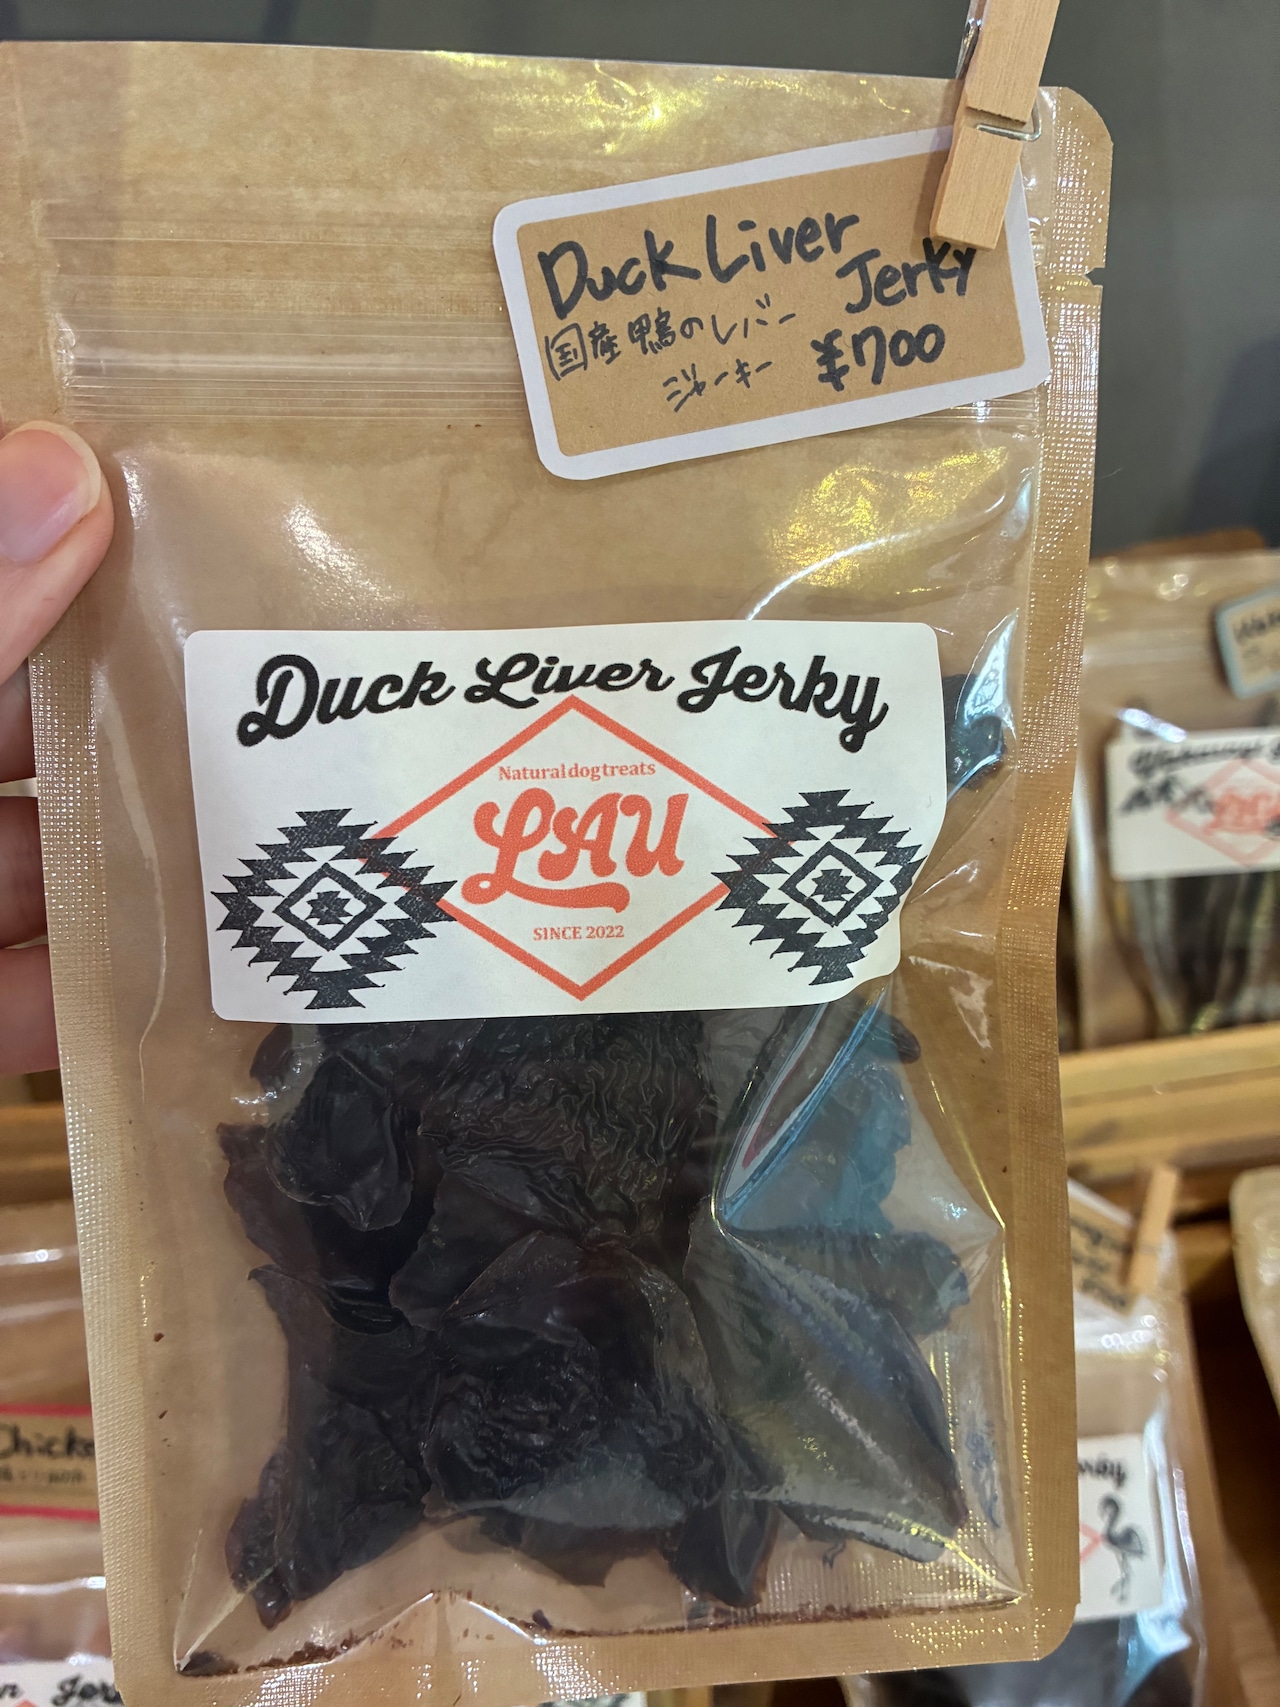 Duck Liver
Jerky
国産鴨のレバー
ジャーキー ¥700
Duck Liver Jerky
Natural dog treats
LAU
SINCE 2022